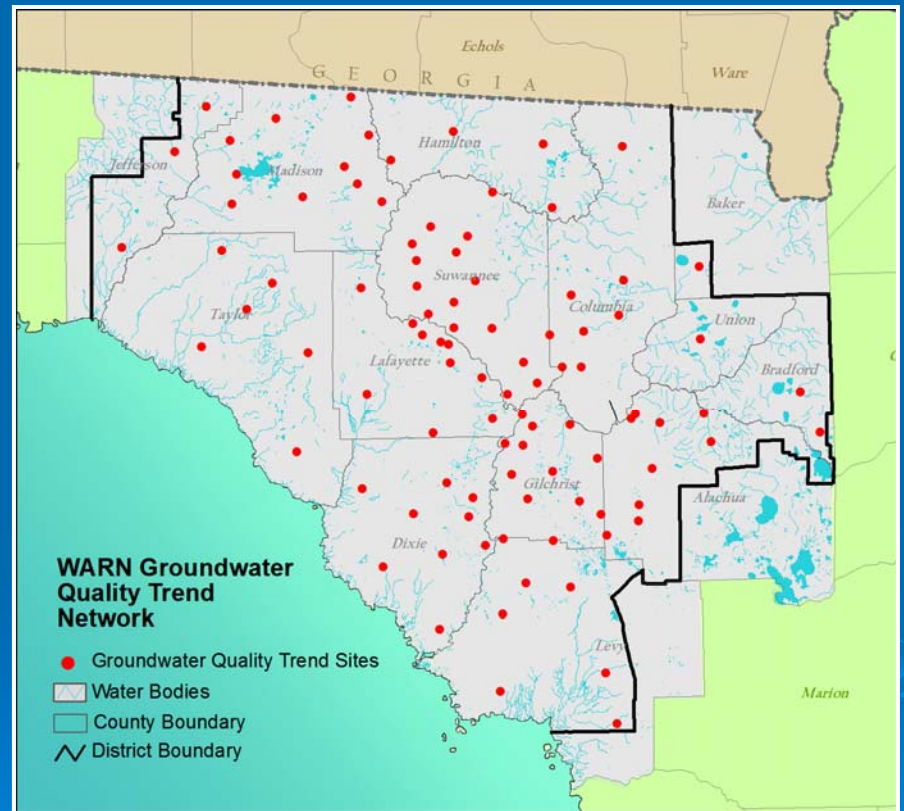 Echols
Ware
GEORGIA
Hamilton
Jefferson
Madison
Baker
Suwannee
Columbia
Union
Taylor
Lafayette
Bradford
Gilchrist
Alachua
Dixie
Levy
Marion
WARN Groundwater
Quality Trend
Network
Groundwater Quality Trend Sites
Water Bodies
County Boundary
District Boundary